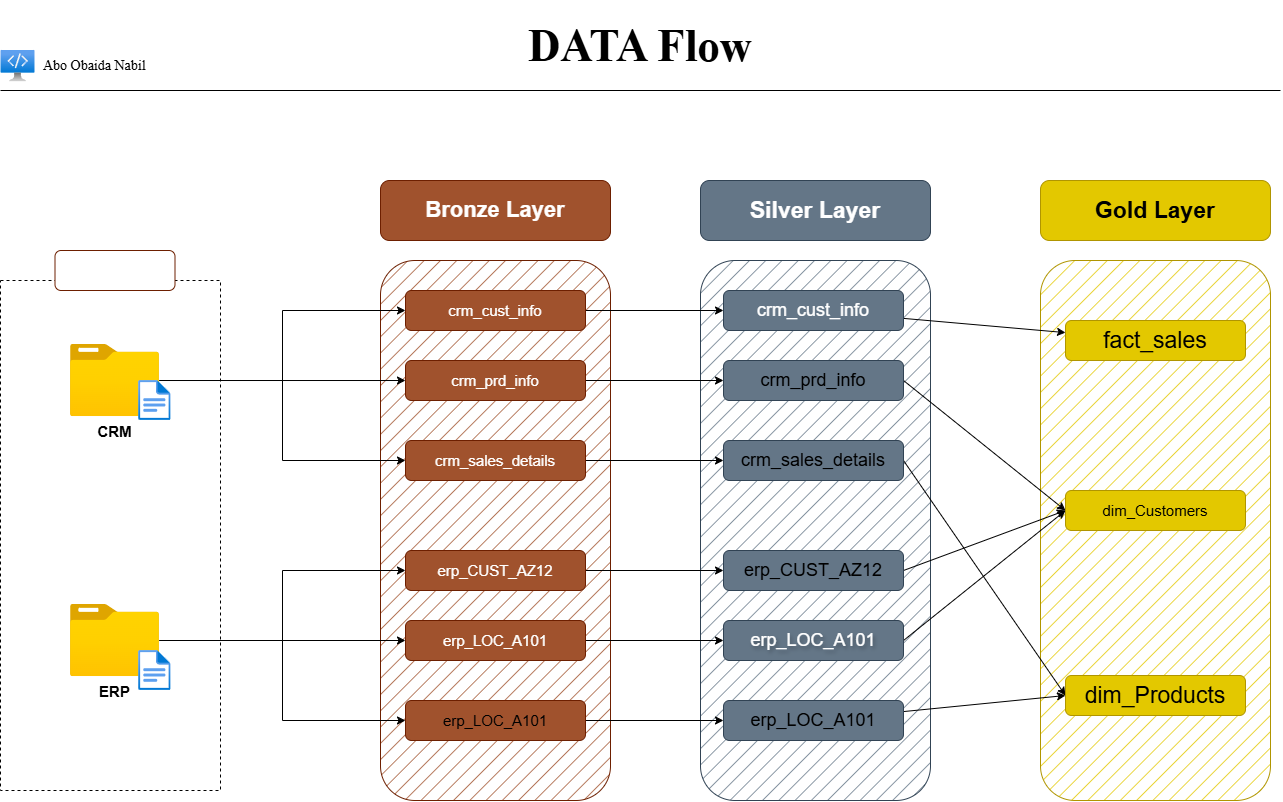 DATA Flow
Abo Obaida Nabil
Bronze Layer
Silver Layer
Gold Layer
CRM
ERP
crm_cust_info
crm_prd_info
crm_sales_details
erp_CUST_AZ12
erp_LOC_A101
erp_LOC_A101
crm_cust_info
crm_prd_info
crm_sales_details
erp_CUST_AZ12
erp_LOC_A101
erp_LOC_A101
fact_sales
dim_Customers
dim_Products